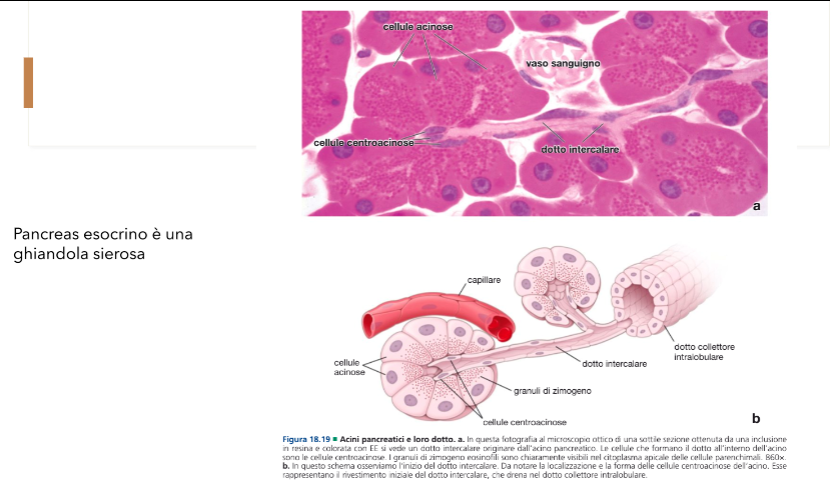 cellule acinose
vaso sanguigno
cellule centroacinose
dotto intercalare
a
Pancreas esocrino è una
ghiandola sierosa
capillare
cellule
acinose
dotto collettore
intralobulare
dotto intercalare
granuli di zimogeno
cellule centroacinose
b
Figura 18.19 ■ Acini pancreatici e loro dotto. a. In questa fotografia al microscopio ottico di una sottile sezione ottenuta da una inclusione
in resina e colorata con EE si vede un dotto intercalare originare dall'acino pancreatico. Le cellule che formano il dotto all'interno dell'acino
sono le cellule centroacinose. I granuli di zimogeno eosinofili sono chiaramente visibili nel citoplasma apicale delle cellule parenchimali. 860×.
b. In questo schema osserviamo l'inizio del dotto intercalare. Da notare la localizzazione e la forma delle cellule centroacinose dell'acino. Esse
rappresentano il rivestimento iniziale del dotto intercalare, che drena nel dotto collettore intralobulare.